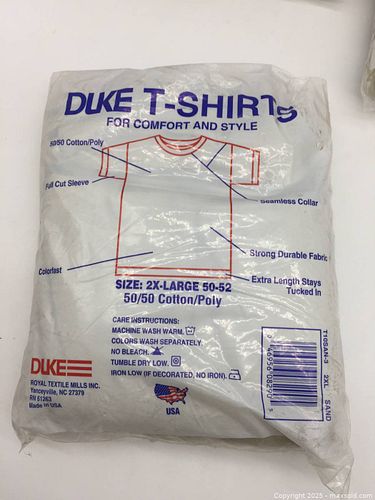 DUKE T-SHIRTS
FOR COMFORT AND STYLE
50/50 Cotton/Poly
Full Cut Sleeve
Seamless Collar
Strong Durable Fabric
Colorfast
Extra Length Stays
Tucked In
SIZE: 2X-LARGE 50-52
50/50 Cotton/Poly
CARE INSTRUCTIONS:
MACHINE WASH WARM.
COLORS WASH SEPARATELY.
NO BLEACH.
TUMBLE DRY LOW.
IRON LOW (IF DECORATED, NO IRON).
DUKE
ROYAL TEXTILE MILLS INC.
Yanceyville, NC 27379
RN 51263
Made in USA
USA
2XL SAND
Copyright © 2025 - maxsold.com